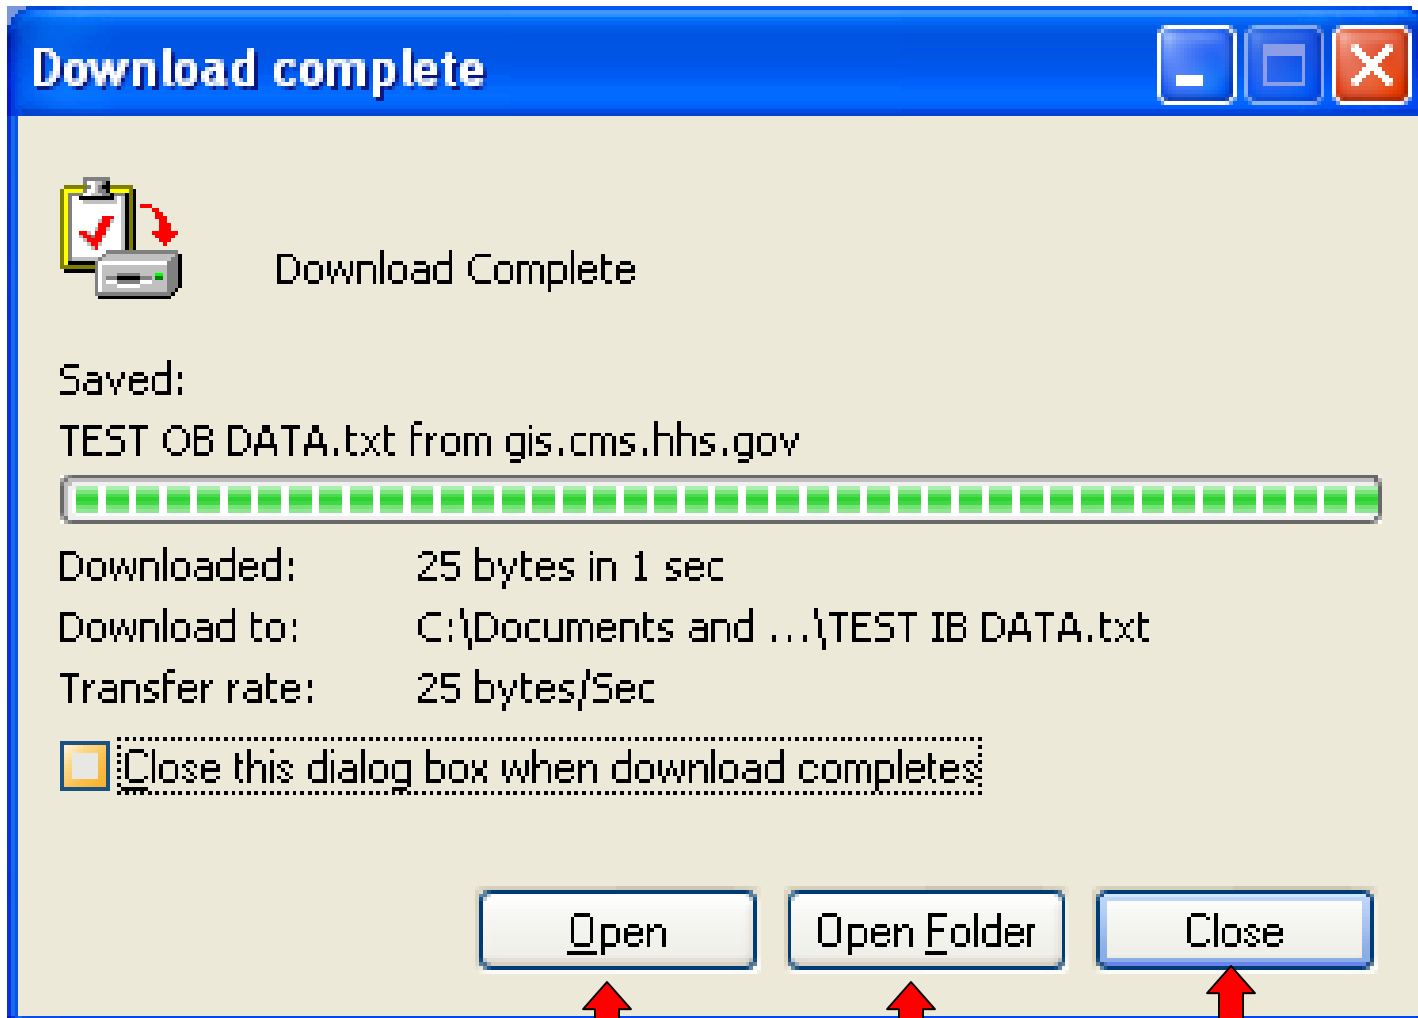 Download complete
Download Complete
Saved:
TEST OB DATA.txt from gis.cms.hhs.gov
Downloaded: 25 bytes in 1 sec
Download to: C:\Documents and ...\TEST IB DATA.txt
Transfer rate: 25 bytes/Sec
Close this dialog box when download completes
Open Open Folder Close